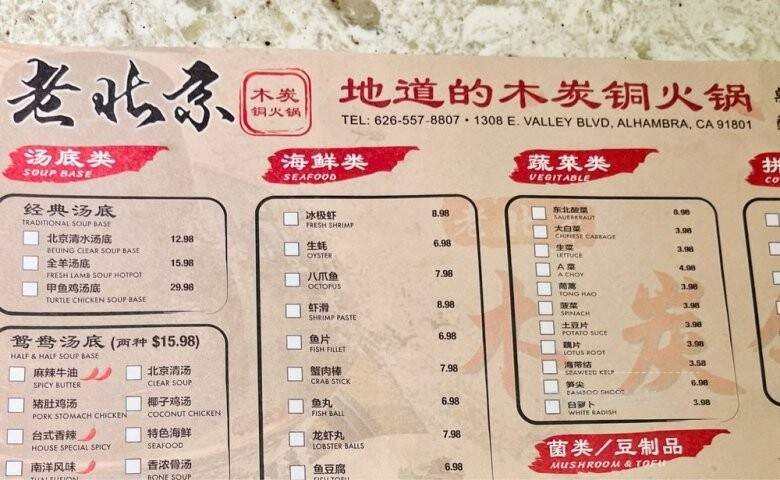 老北京
木炭
铜火锅
地道的木炭铜火锅
TEL: 626-557-8807 • 1308 E. VALLEY BLVD, ALHAMBRA, CA 91801
汤底类
SOUP BASE
经典汤底
TRADITIONAL SOUP BASE
北京清水汤底 12.98
BEIJING CLEAR SOUP BASE
全羊汤底 15.98
FRESH LAMB SOUP HOTPOT
甲鱼鸡汤底 29.98
TURTLE CHICKEN SOUP BASE
鸳鸯汤底 (两种 $15.98)
HALF & HALF SOUP BASE
麻辣牛油 北京清汤
SPICY BUTTER CLEAR SOUP
猪肚鸡汤 椰子鸡汤
PORK STOMACH CHICKEN COCONUT CHICKEN
台式香辣 特色海鲜
HOUSE SPECIAL SPICY SEAFOOD
南洋风味 香浓骨汤
THAI FUSION BONE SOUP
海鲜类
SEAFOOD
冰极虾 8.98
FRESH SHRIMP
生蚝 6.98
OYSTER
八爪鱼 7.98
OCTOPUS
虾滑 8.98
SHRIMP PASTE
鱼片 6.98
FISH FILLET
蟹肉棒 6.98
CRAB STICK
鱼丸 6.98
FISH BALL
龙虾丸 7.98
LOBSTER BALLS
鱼豆腐 6.98
FISH TOFU
蔬菜类
VEGITABLE
东北酸菜 6.98
SAUERKRAUT
大白菜 3.98
CHINESE CABBAGE
生菜 3.98
LETTUCE
A 菜 4.98
A CHOY
茼蒿 3.98
TONG HAO
菠菜 3.98
SPINACH
土豆片 3.98
POTATO SLICE
藕片 3.98
LOTUS ROOT
海带结 3.58
SEAWEED KELP
笋尖 6.98
BAMBOO SHOOT
白萝卜 3.98
WHITE RADISH
菌类/豆制品
MUSHROOM & TOFU
木炭